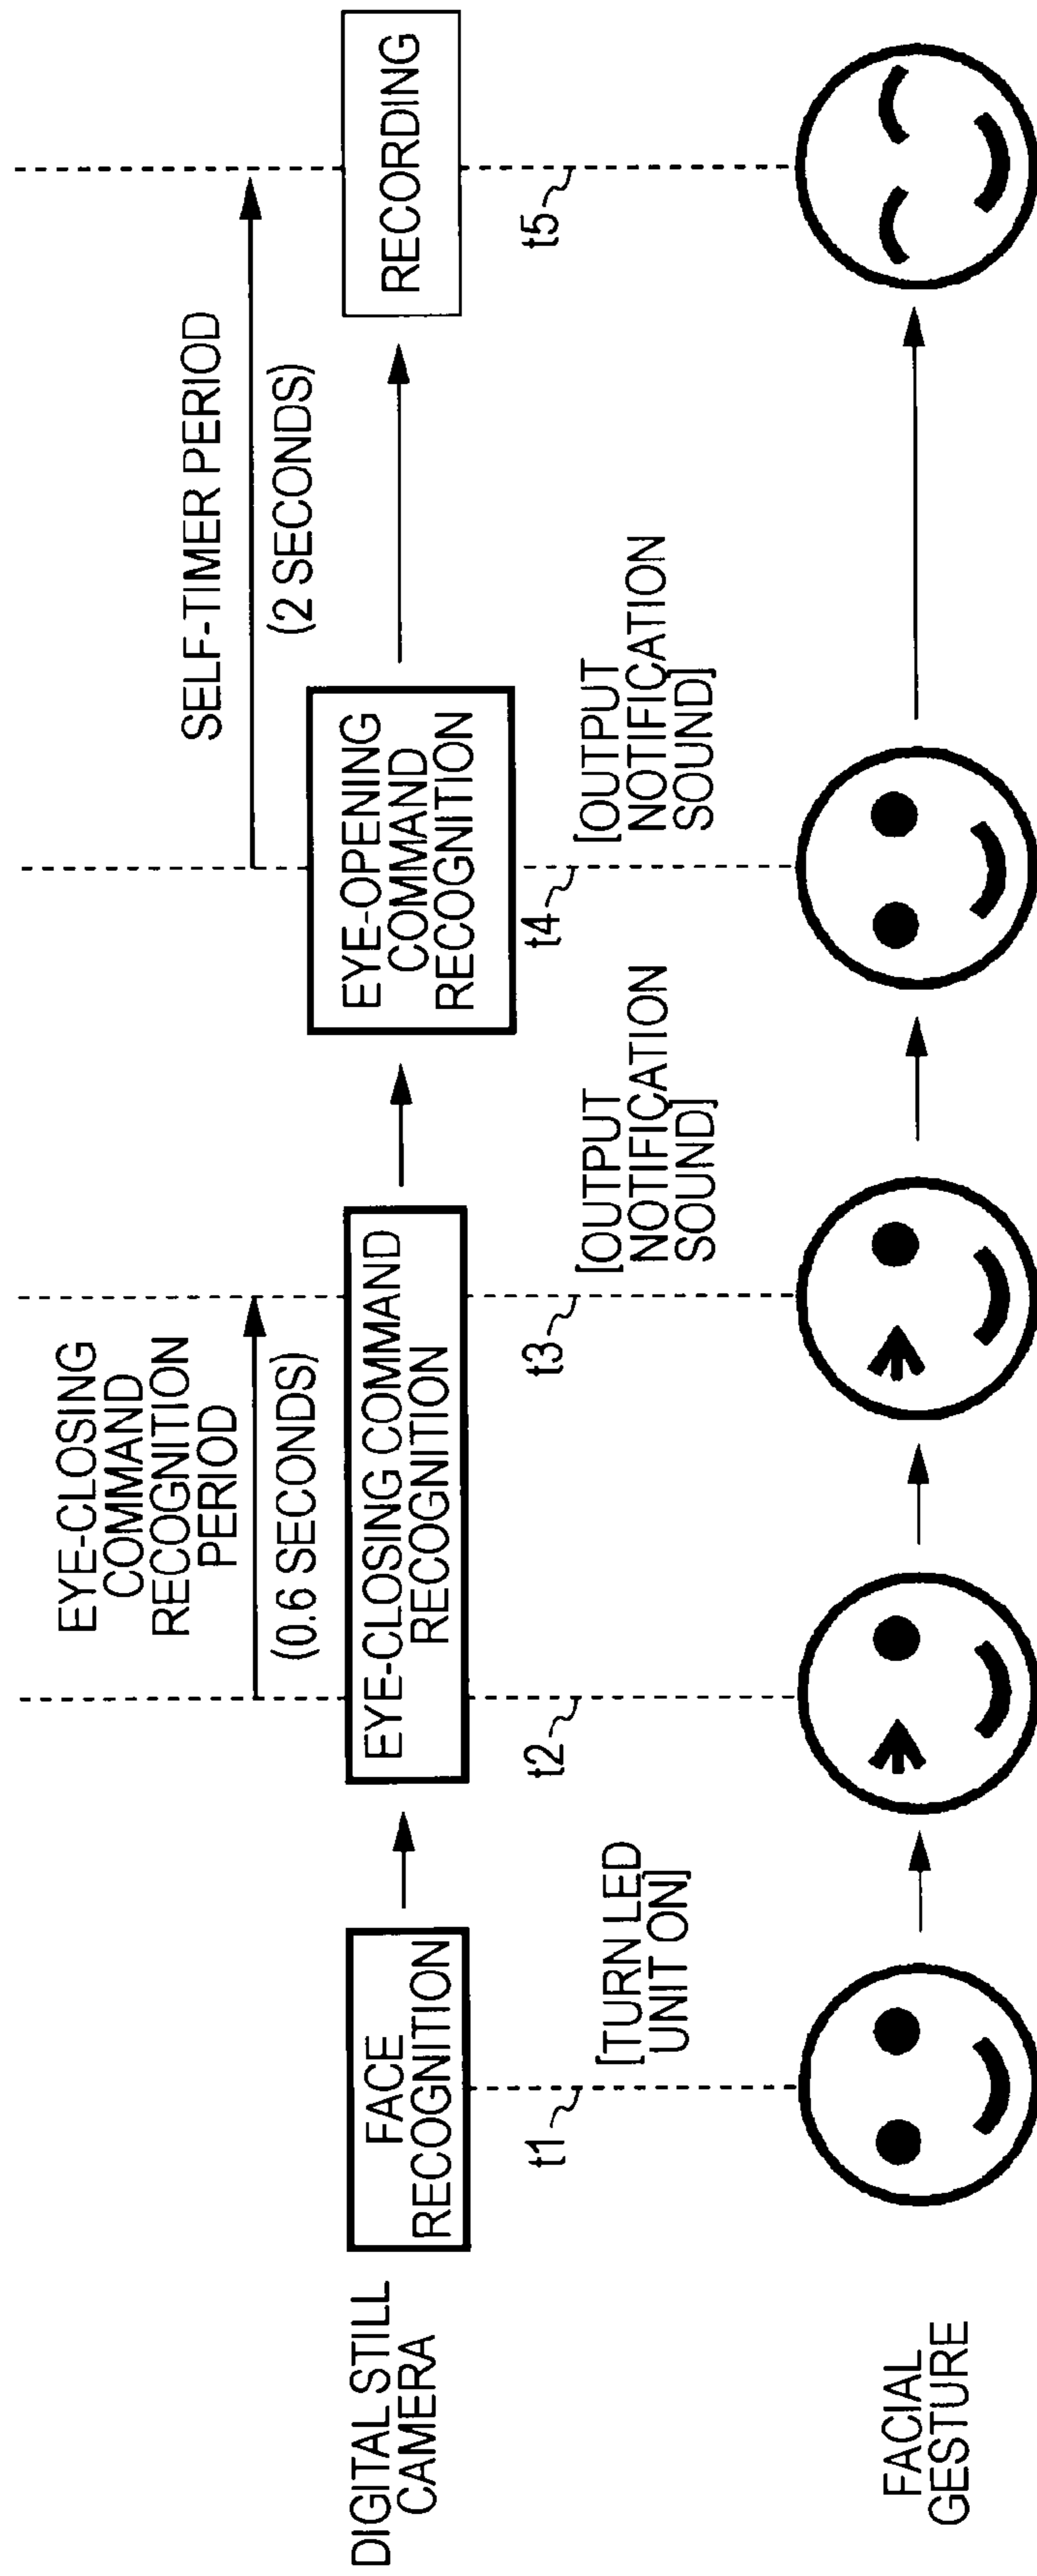 EYE-CLOSING
COMMAND
RECOGNITION
PERIOD
(0.6 SECONDS)
SELF-TIMER PERIOD
(2 SECONDS)
DIGITAL STILL
CAMERA
FACE
RECOGNITION
EYE-CLOSING COMMAND
RECOGNITION
EYE-OPENING
COMMAND
RECOGNITION
RECORDING
t1
[TURN LED
UNIT ON]
t2
t3
[OUTPUT
NOTIFICATION
SOUND]
t4
[OUTPUT
NOTIFICATION
SOUND]
t5
FACIAL
GESTURE